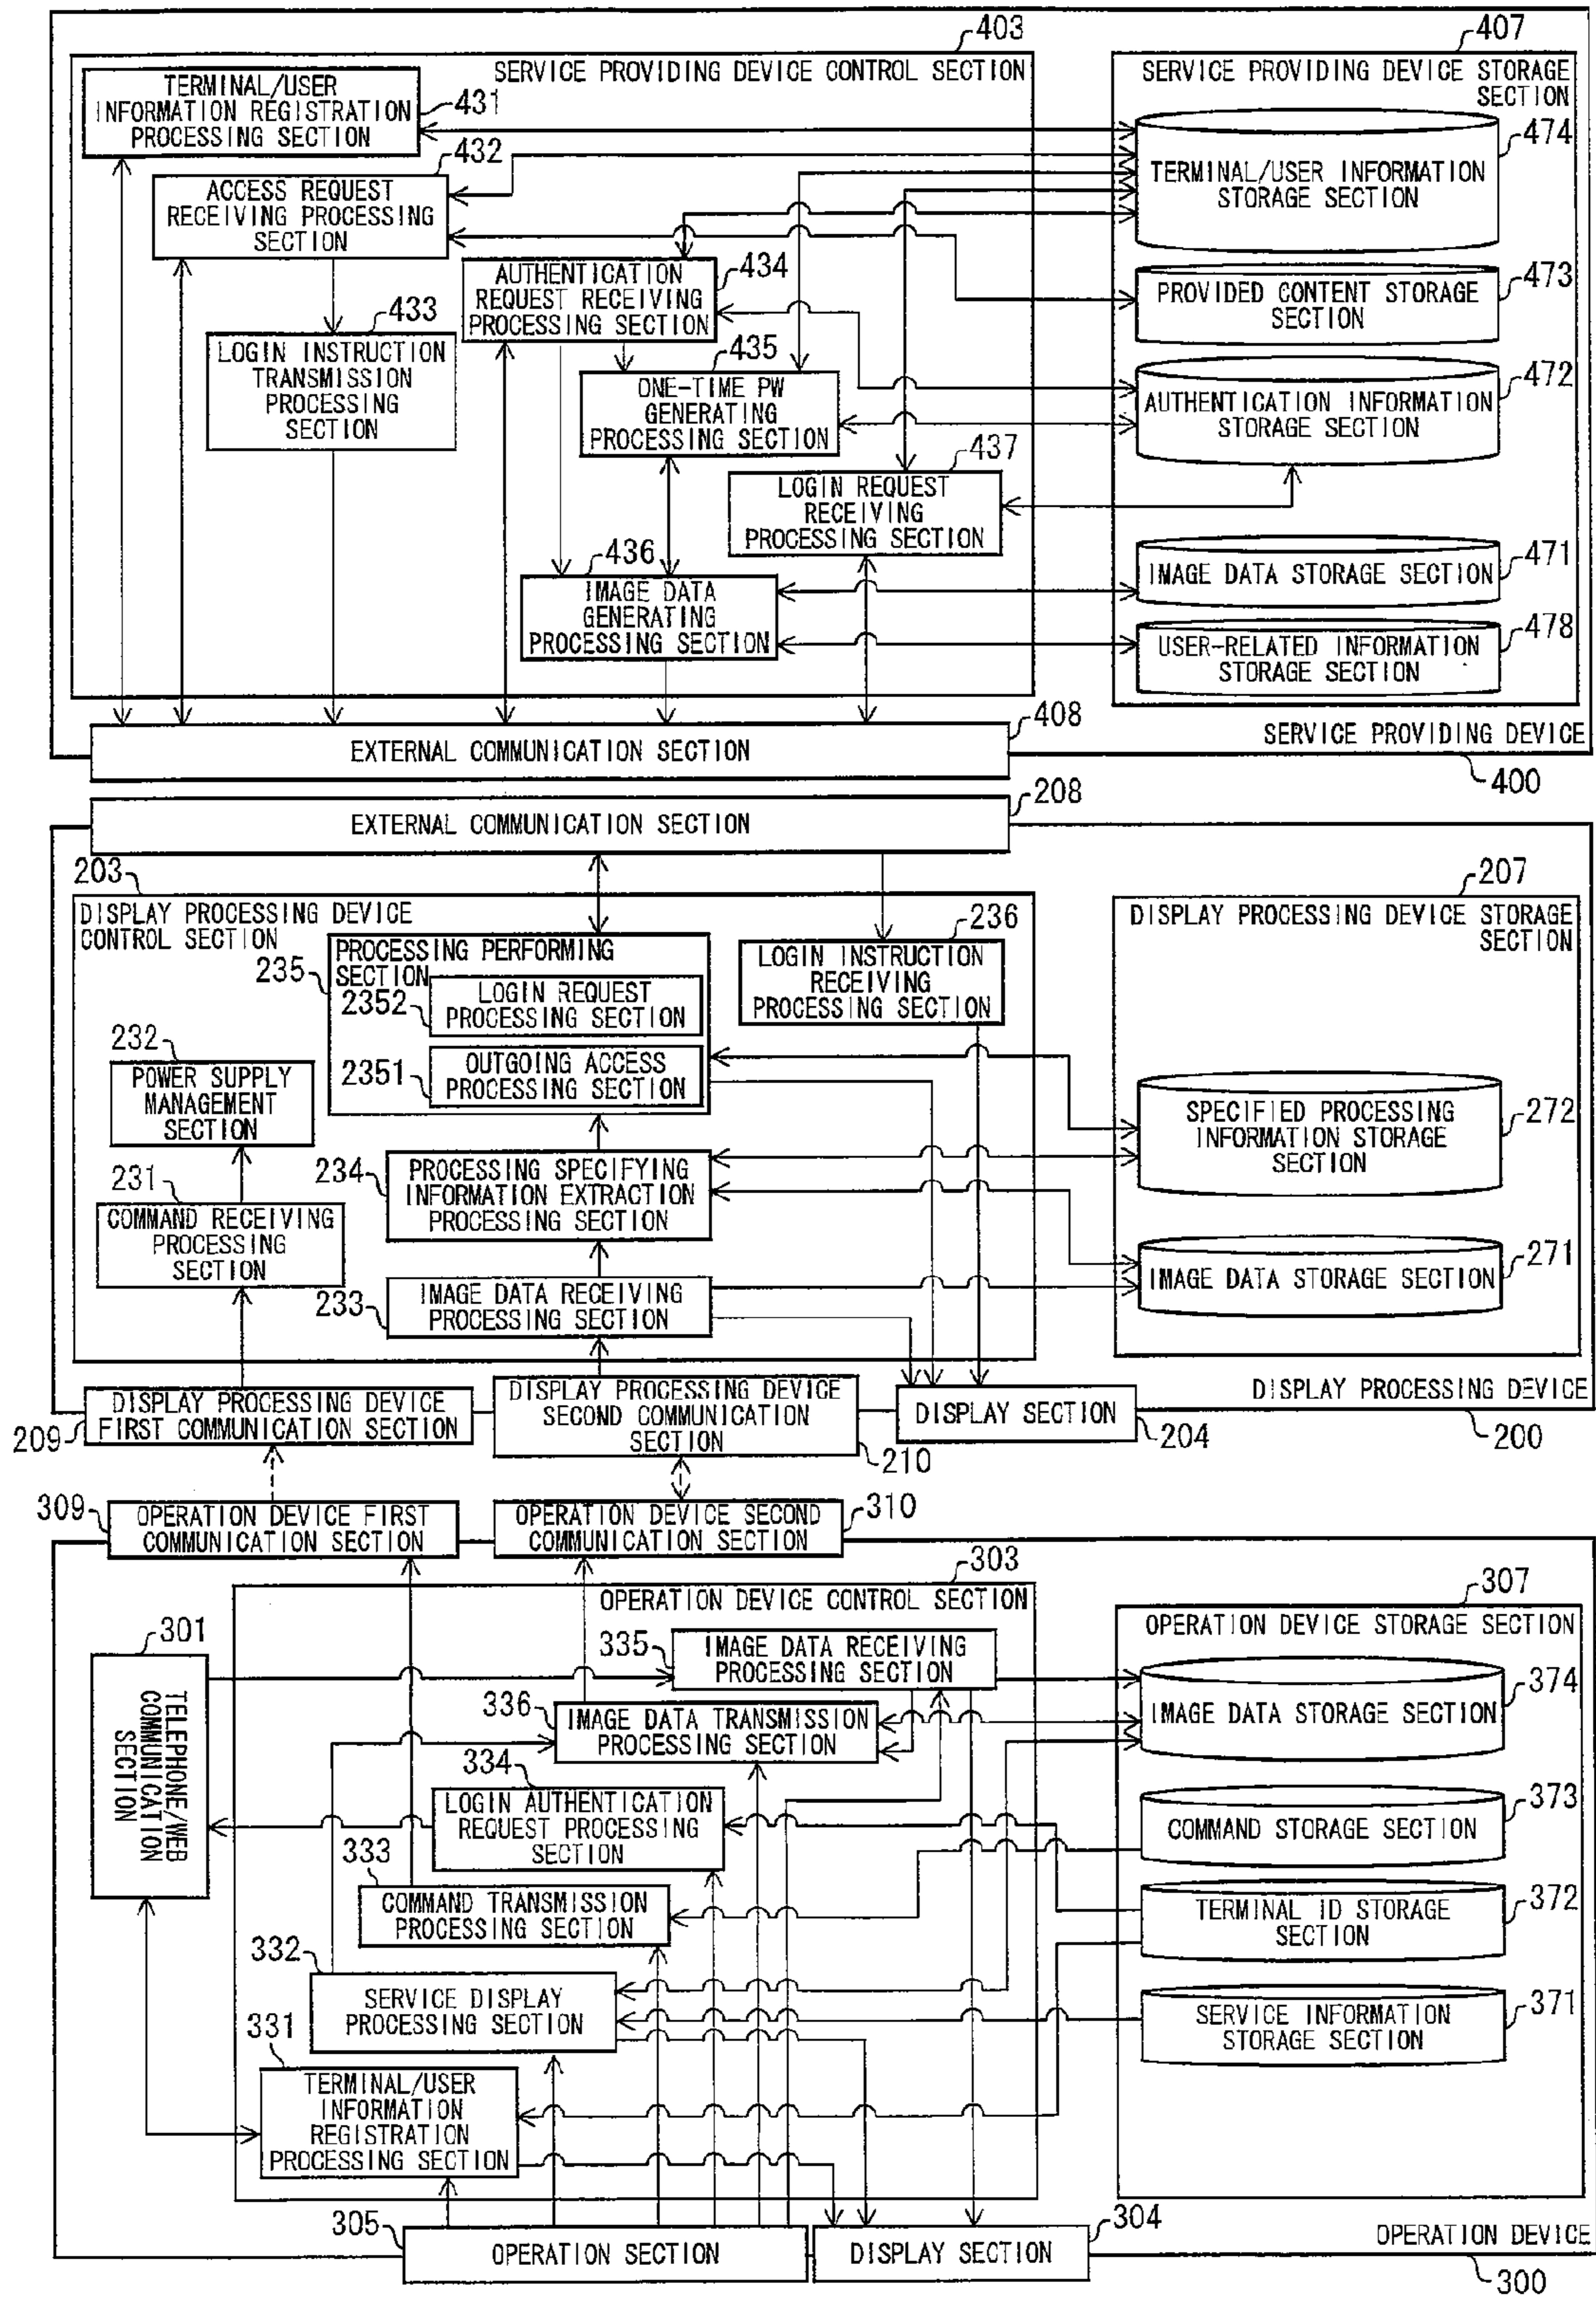 403
407
SERVICE PROVIDING DEVICE CONTROL SECTION
SERVICE PROVIDING DEVICE STORAGE
SECTION
TERMINAL/USER
INFORMATION REGISTRATION
PROCESSING SECTION
431
474
TERMINAL/USER INFORMATION
STORAGE SECTION
432
ACCESS REQUEST
RECEIVING PROCESSING
SECTION
434
AUTHENTICATION
REQUEST RECEIVING
PROCESSING SECTION
473
PROVIDED CONTENT STORAGE
SECTION
433
LOGIN INSTRUCTION
TRANSMISSION
PROCESSING
SECTION
435
ONE-TIME PW
GENERATING
PROCESSING SECTION
472
AUTHENTICATION INFORMATION
STORAGE SECTION
437
LOGIN REQUEST
RECEIVING
PROCESSING SECTION
436
IMAGE DATA
GENERATING
PROCESSING SECTION
471
IMAGE DATA STORAGE SECTION
478
USER-RELATED INFORMATION
STORAGE SECTION
408
EXTERNAL COMMUNICATION SECTION
SERVICE PROVIDING DEVICE
400
208
EXTERNAL COMMUNICATION SECTION
203
207
DISPLAY PROCESSING DEVICE
CONTROL SECTION
DISPLAY PROCESSING DEVICE STORAGE
SECTION
236
LOGIN INSTRUCTION
RECEIVING
PROCESSING SECTION
235
PROCESSING PERFORMING
SECTION
2352
LOGIN REQUEST
PROCESSING SECTION
2351
OUTGOING ACCESS
PROCESSING SECTION
232
POWER SUPPLY
MANAGEMENT
SECTION
272
SPECIFIED PROCESSING
INFORMATION STORAGE
SECTION
234
PROCESSING SPECIFYING
INFORMATION EXTRACTION
PROCESSING SECTION
231
COMMAND RECEIVING
PROCESSING
SECTION
271
IMAGE DATA STORAGE SECTION
233
IMAGE DATA RECEIVING
PROCESSING SECTION
209
DISPLAY PROCESSING DEVICE
FIRST COMMUNICATION SECTION
DISPLAY PROCESSING DEVICE
SECOND COMMUNICATION
SECTION
210
DISPLAY SECTION
204
DISPLAY PROCESSING DEVICE
200
309
OPERATION DEVICE FIRST
COMMUNICATION SECTION
OPERATION DEVICE SECOND
COMMUNICATION SECTION
310
303
OPERATION DEVICE CONTROL SECTION
307
OPERATION DEVICE STORAGE SECTION
301
TELEPHONE/WEB
COMMUNICATION
SECTION
335
IMAGE DATA RECEIVING
PROCESSING SECTION
374
IMAGE DATA STORAGE SECTION
336
IMAGE DATA TRANSMISSION
PROCESSING SECTION
334
LOGIN AUTHENTICATION
REQUEST PROCESSING
SECTION
373
COMMAND STORAGE SECTION
333
COMMAND TRANSMISSION
PROCESSING SECTION
372
TERMINAL ID STORAGE
SECTION
332
SERVICE DISPLAY
PROCESSING SECTION
371
SERVICE INFORMATION
STORAGE SECTION
331
TERMINAL/USER
INFORMATION
REGISTRATION
PROCESSING SECTION
305
OPERATION SECTION
DISPLAY SECTION
304
OPERATION DEVICE
300